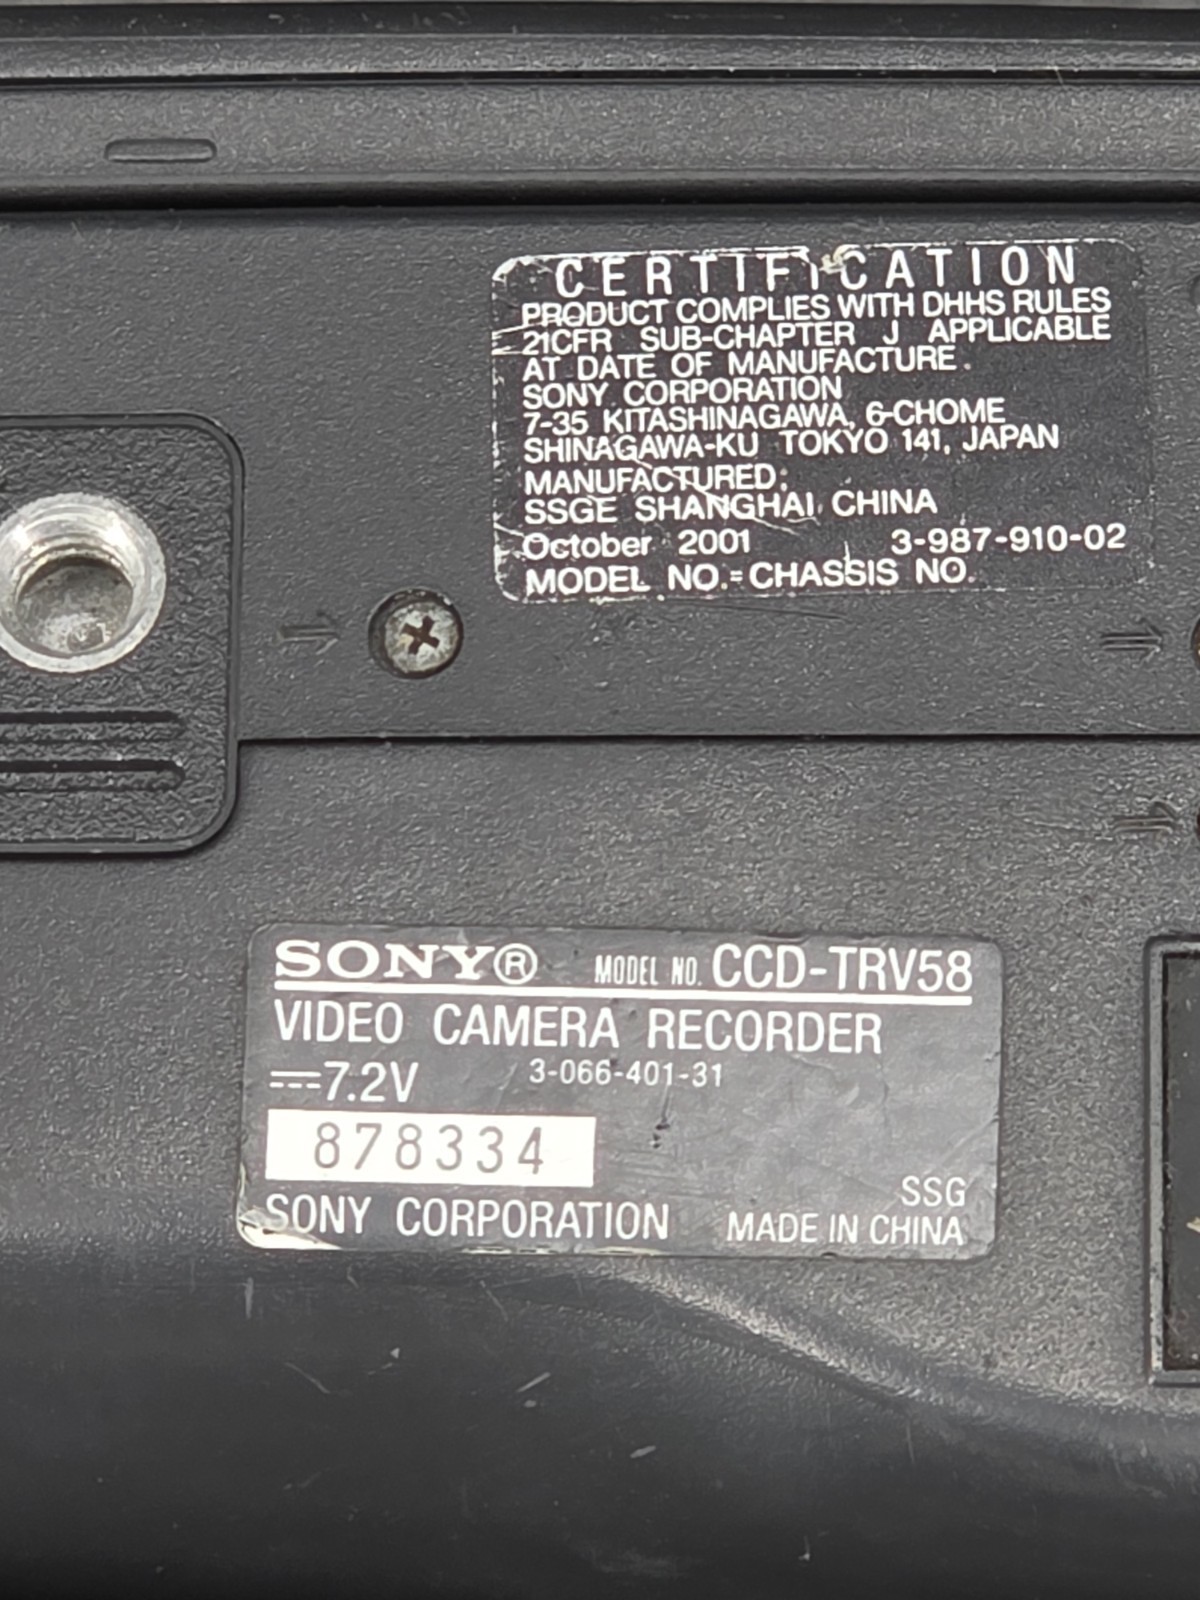 CERTIFICATION
PRODUCT COMPLIES WITH DHHS RULES
21CFR SUB-CHAPTER J APPLICABLE
AT DATE OF MANUFACTURE.
SONY CORPORATION
7-35 KITASHINAGAWA, 6-CHOME
SHINAGAWA-KU TOKYO 141, JAPAN
MANUFACTURED:
SSGE SHANGHAI, CHINA
October 2001 3-987-910-02
MODEL NO.=CHASSIS NO.
SONY® MODEL NO. CCD-TRV58
VIDEO CAMERA RECORDER
⎓7.2V 3-066-401-31
878334
SSG
SONY CORPORATION MADE IN CHINA